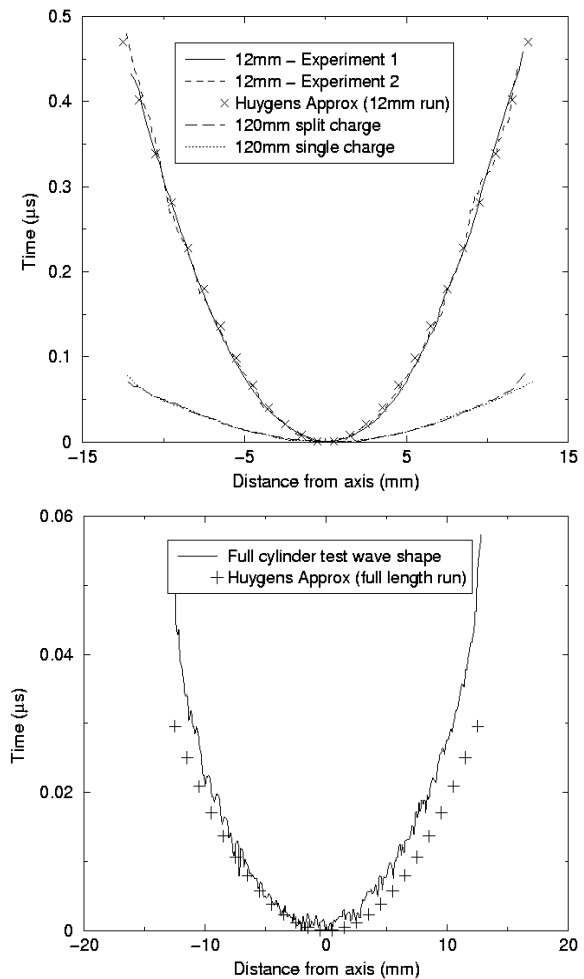 0.5
0.4
0.3
0.2
0.1
0
Time (µs)
12mm – Experiment 1
12mm – Experiment 2
Huygens Approx (12mm run)
120mm split charge
120mm single charge
−15
−5
5
15
Distance from axis (mm)
0.06
0.04
0.02
0
Time (µs)
Full cylinder test wave shape
Huygens Approx (full length run)
−20
−10
0
10
20
Distance from axis (mm)